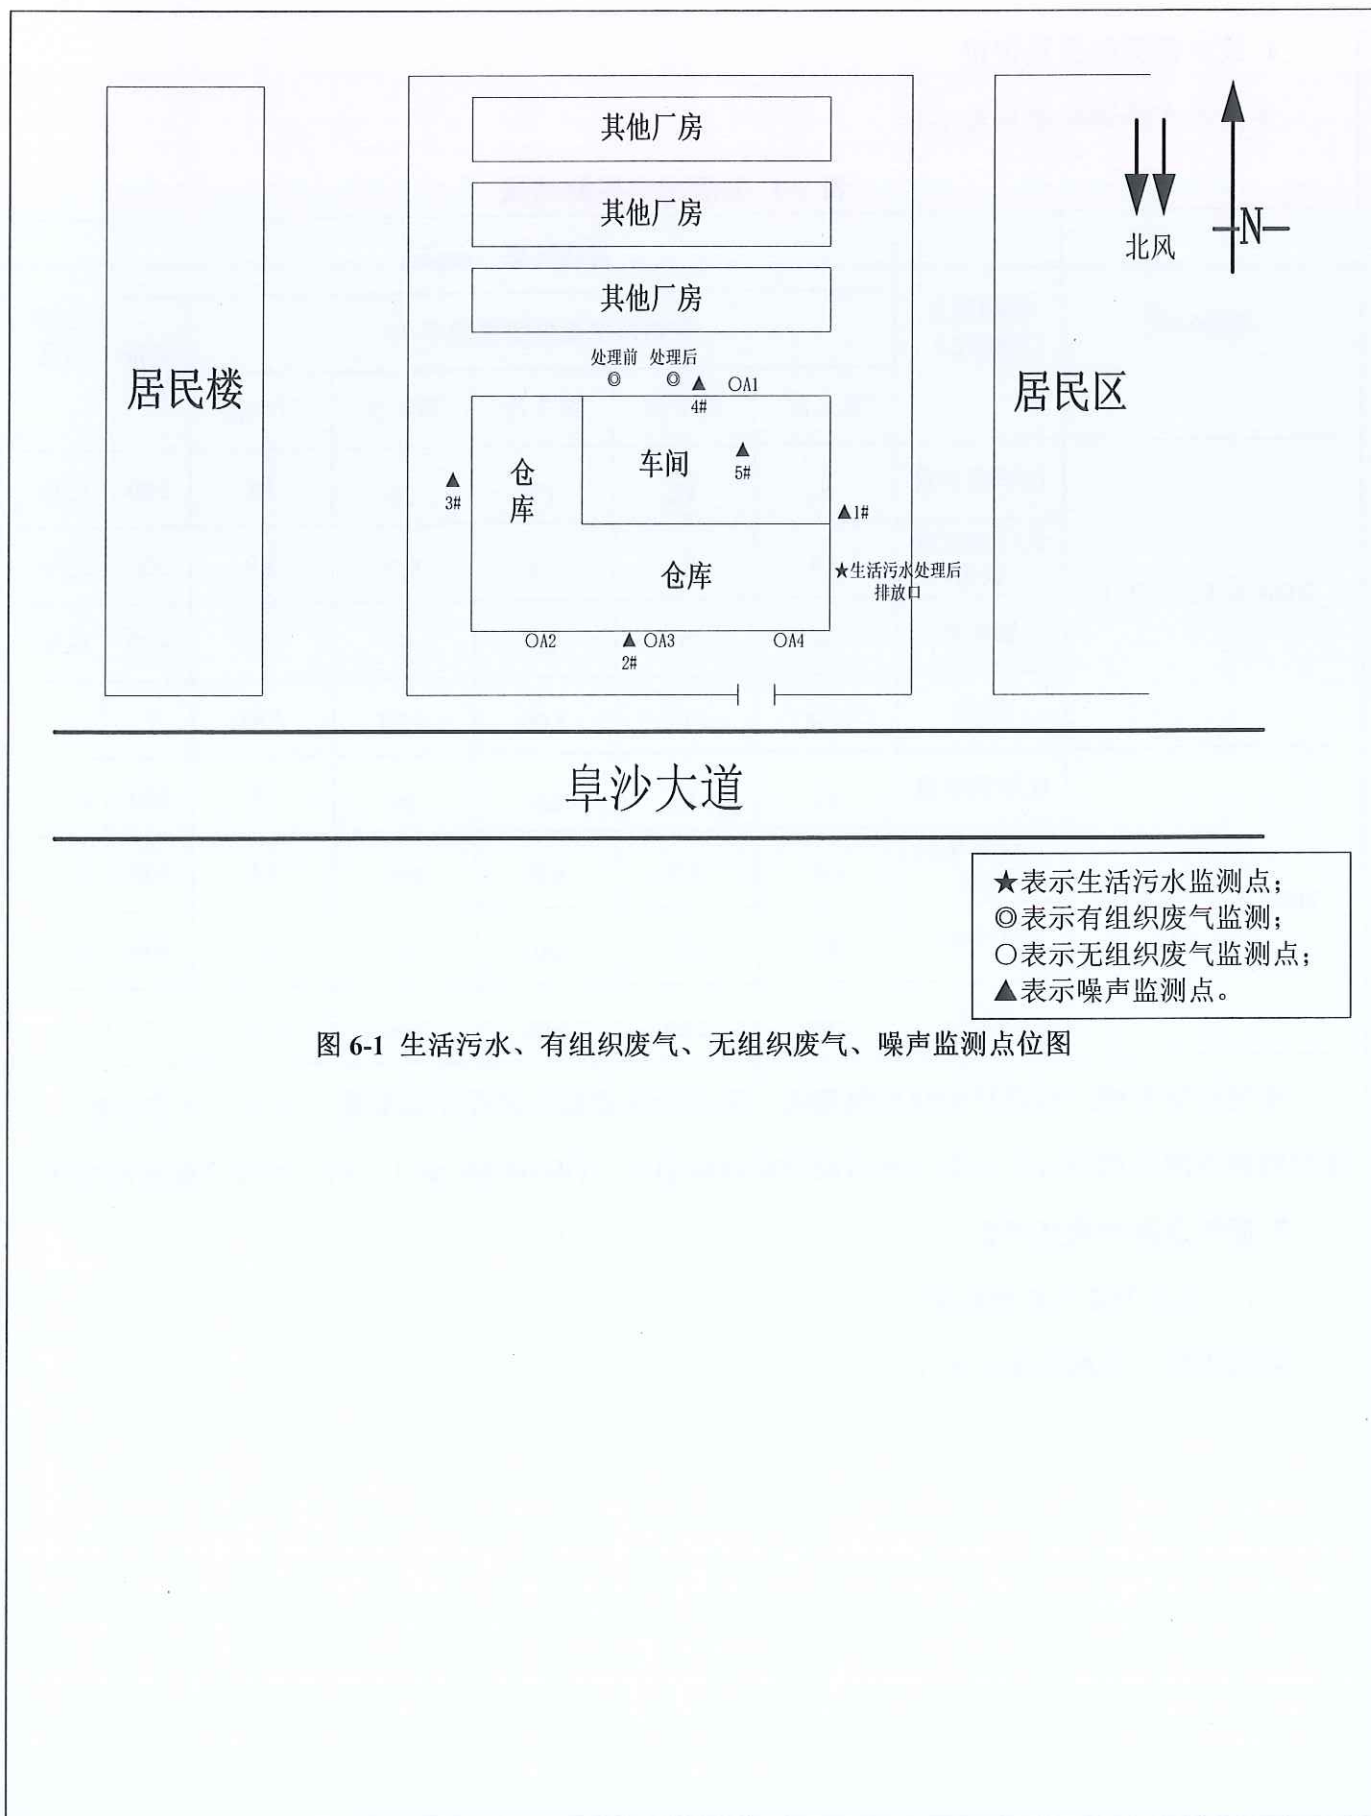 其他厂房
其他厂房
其他厂房
北风
N
居民楼
居民区
处理前 处理后
◎ ◎ ▲ ○A1
4#
仓库
车间
▲
5#
▲
3#
▲1#
仓库
★生活污水处理后
排放口
○A2 ▲ ○A3 ○A4
2#
阜沙大道
★表示生活污水监测点；
◎表示有组织废气监测；
○表示无组织废气监测点；
▲表示噪声监测点。
图 6-1 生活污水、有组织废气、无组织废气、噪声监测点位图